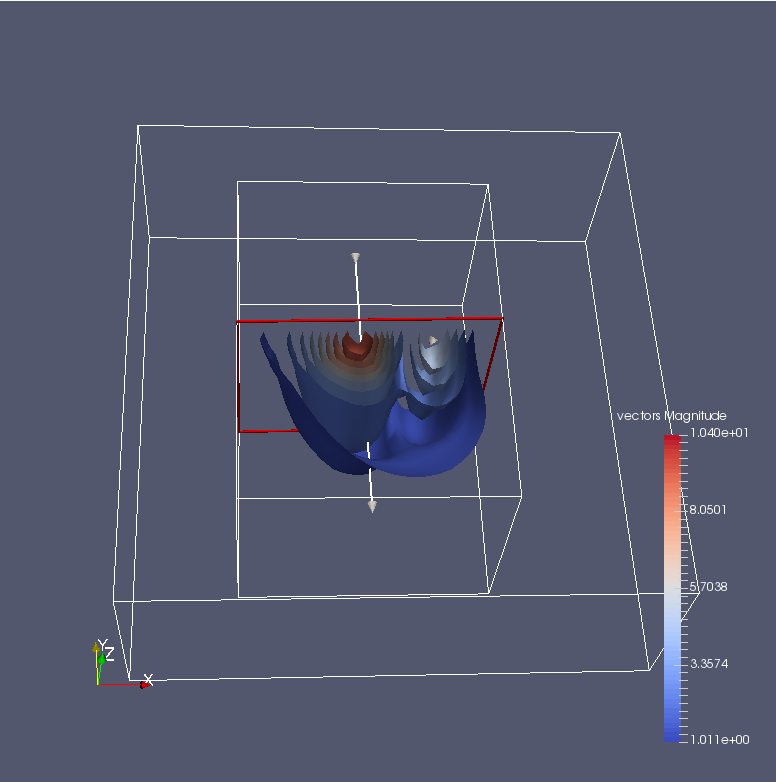 vectors Magnitude
1.040e+01
8.0501
5.7038
3.3574
1.011e+00
Y
Z
X